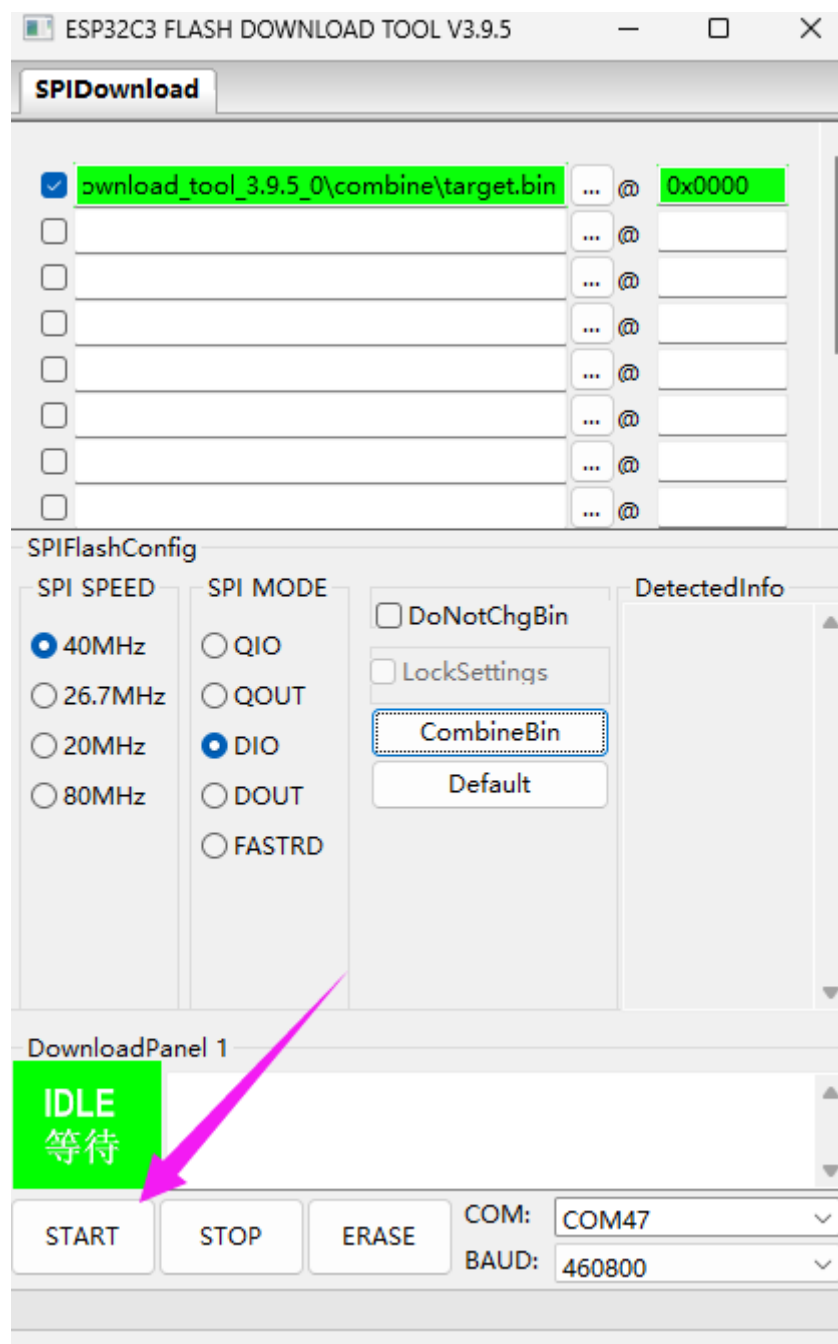 ESP32C3 FLASH DOWNLOAD TOOL V3.9.5
SPIDownload
ownload_tool_3.9.5_0\combine\target.bin ... @ 0x0000
... @
... @
... @
... @
... @
... @
... @
SPIFlashConfig
SPI SPEED
40MHz
26.7MHz
20MHz
80MHz
SPI MODE
QIO
QOUT
DIO
DOUT
FASTRD
DoNotChgBin
LockSettings
CombineBin
Default
DetectedInfo
DownloadPanel 1
IDLE
等待
START STOP ERASE
COM: COM47
BAUD: 460800